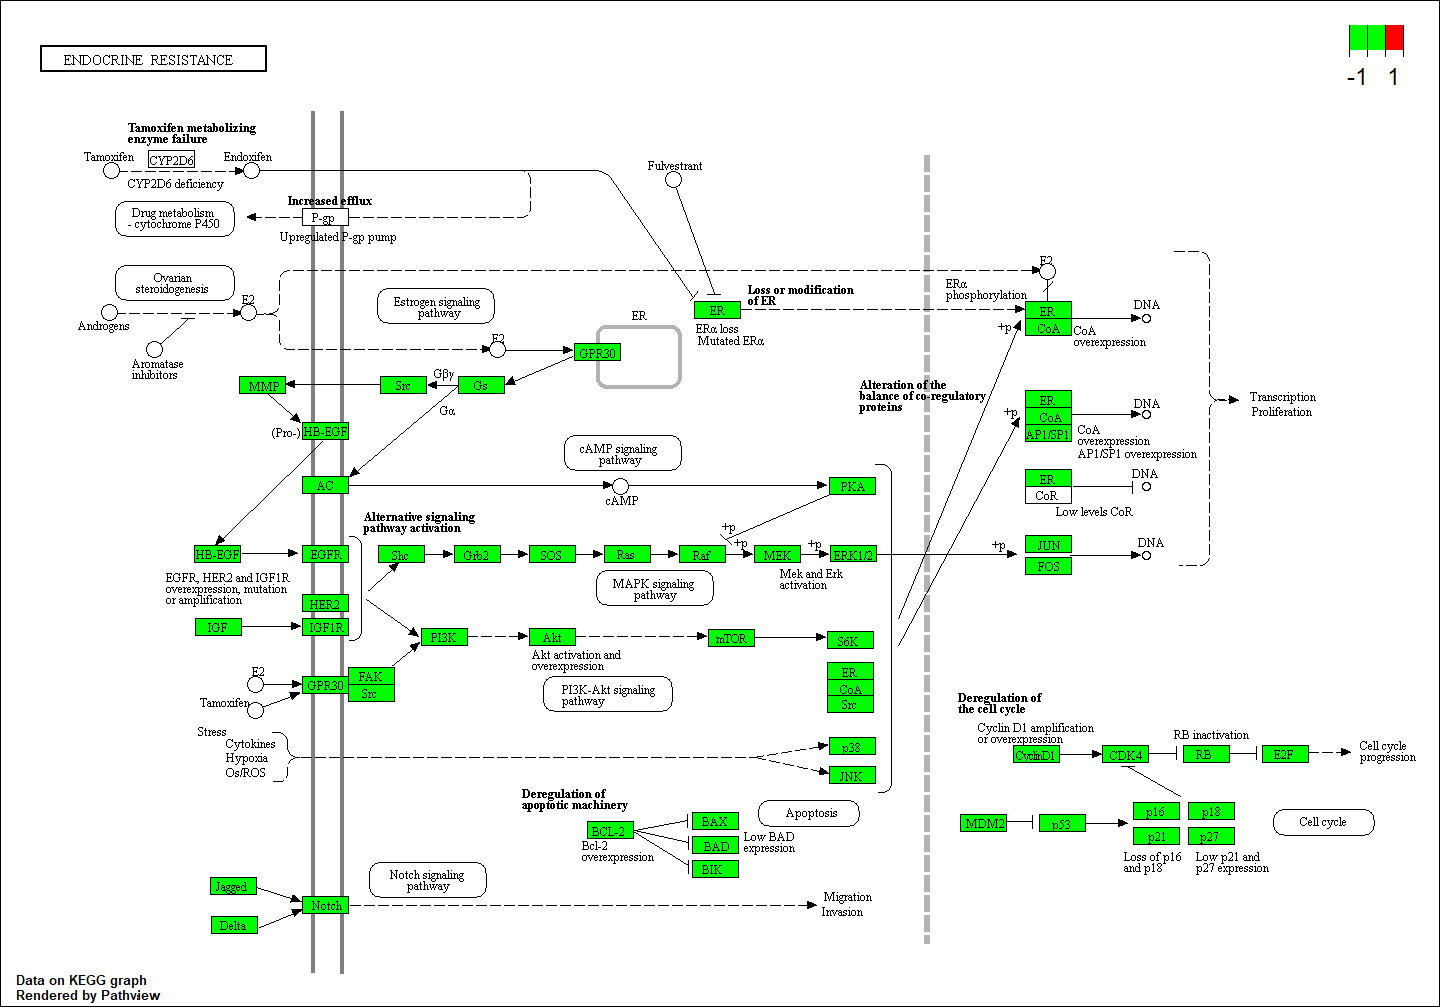 ENDOCRINE RESISTANCE
-1 1
Tamoxifen metabolizing
enzyme failure
Tamoxifen
CYP2D6
Endoxifen
CYP2D6 deficiency
Fulvestrant
Increased efflux
Drug metabolism
- cytochrome P450
P-gp
Upregulated P-gp pump
Ovarian
steroidogenesis
E2
Androgens
Aromatase
inhibitors
Estrogen signaling
pathway
E2
ER
GPR30
ER
Loss or modification
of ER
ERα loss
Mutated ERα
E2
ERα
phosphorylation
+p
ER
CoA
CoA
overexpression
DNA
MMP
Src
Gβγ
Gs
Gα
(Pro-)
HB-EGF
Alteration of the
balance of co-regulatory
proteins
+p
ER
CoA
AP1/SP1
DNA
CoA
overexpression
AP1/SP1 overexpression
Transcription
Proliferation
cAMP signaling
pathway
AC
cAMP
PKA
ER
CoR
DNA
Low levels CoR
Alternative signaling
pathway activation
+p
+p
+p
HB-EGF
EGFR
Shc
Grb2
SOS
Ras
Raf
MEK
ERK1/2
+p
JUN
FOS
DNA
EGFR, HER2 and IGF1R
overexpression, mutation
or amplification
MAPK signaling
pathway
Mek and Erk
activation
HER2
IGF
IGF1R
PI3K
Akt
mTOR
S6K
Akt activation and
overexpression
E2
Tamoxifen
GPR30
FAK
Src
PI3K-Akt signaling
pathway
ER
CoA
Src
Stress
Cytokines
Hypoxia
Os/ROS
p38
JNK
Deregulation of
the cell cycle
Cyclin D1 amplification
or overexpression
RB inactivation
CyclinD1
CDK4
RB
E2F
Cell cycle
progression
Deregulation of
apoptotic machinery
BCL-2
Bcl-2
overexpression
BAX
BAD
BIK
Low BAD
expression
Apoptosis
MDM2
p53
p16
p18
p21
p27
Loss of p16
and p18
Low p21 and
p27 expression
Cell cycle
Notch signaling
pathway
Jagged
Delta
Notch
Migration
Invasion
Data on KEGG graph
Rendered by Pathview